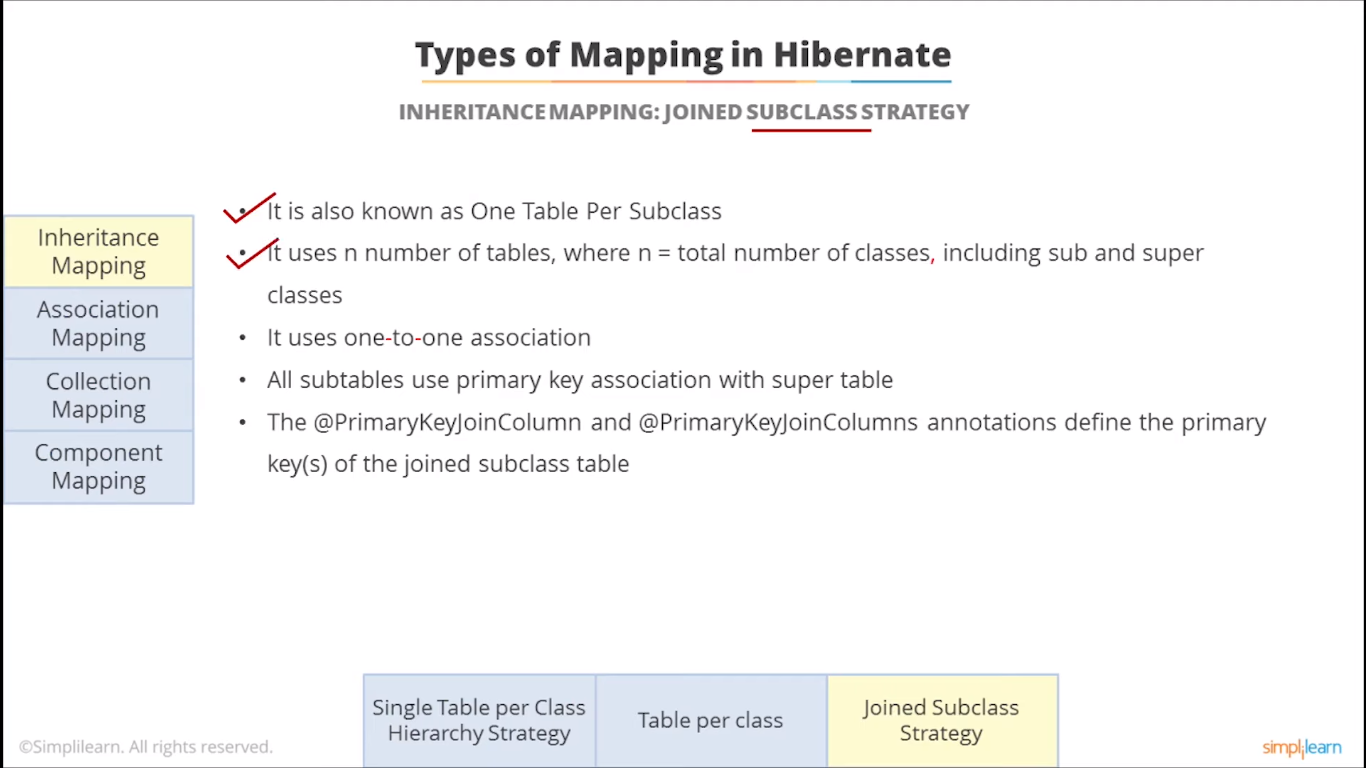 Types of Mapping in Hibernate
INHERITANCE MAPPING: JOINED SUBCLASS STRATEGY
• It is also known as One Table Per Subclass
• It uses n number of tables, where n = total number of classes, including sub and super
classes
• It uses one-to-one association
• All subtables use primary key association with super table
• The @PrimaryKeyJoinColumn and @PrimaryKeyJoinColumns annotations define the primary
key(s) of the joined subclass table
Inheritance
Mapping
Association
Mapping
Collection
Mapping
Component
Mapping
Single Table per Class
Hierarchy Strategy
Table per class
Joined Subclass
Strategy
©Simplilearn. All rights reserved.
simplilearn